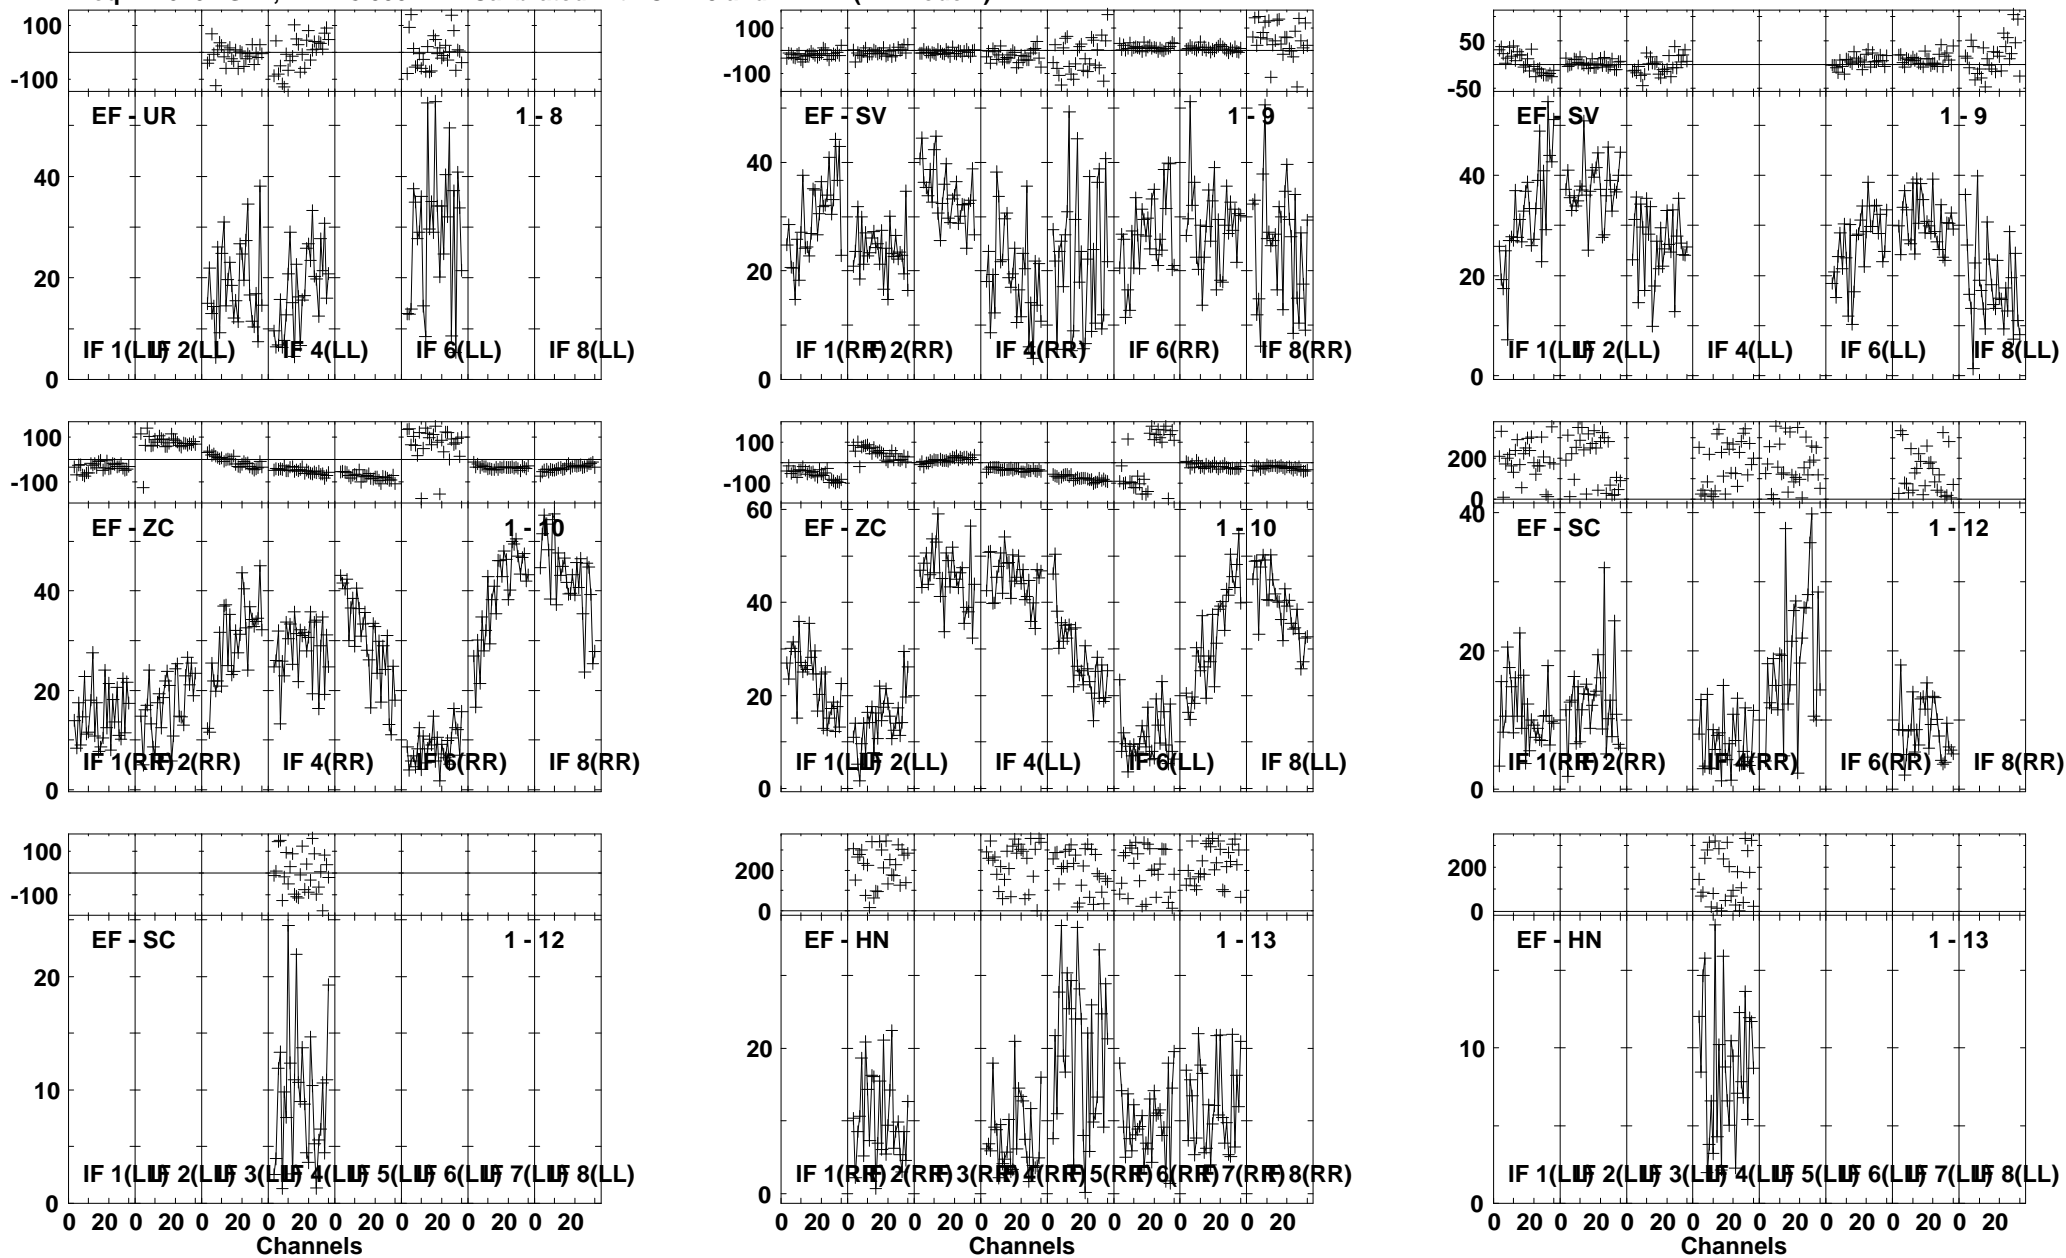 100
-100
EF - UR 1 - 8
40
20
0
IF 1(LL) IF 2(LL) IF 4(LL) IF 6(LL) IF 8(LL)
100
-100
EF - SV 1 - 9
40
20
0
IF 1(RR) IF 2(RR) IF 4(RR) IF 6(RR) IF 8(RR)
50
-50
EF - SV 1 - 9
40
20
0
IF 1(LL) IF 2(LL) IF 4(LL) IF 6(LL) IF 8(LL)
100
-100
EF - ZC 1 - 10
40
20
0
IF 1(RR) IF 2(RR) IF 4(RR) IF 6(RR) IF 8(RR)
100
-100
60
EF - ZC 1 - 10
40
20
0
IF 1(LL) IF 2(LL) IF 4(LL) IF 6(LL) IF 8(LL)
200
0
40
EF - SC 1 - 12
20
0
IF 1(RR) IF 2(RR) IF 4(RR) IF 6(RR) IF 8(RR)
100
-100
EF - SC 1 - 12
20
10
0
IF 1(LL) IF 2(LL) IF 3(LL) IF 4(LL) IF 5(LL) IF 6(LL) IF 7(LL) IF 8(LL)
0 20 0 20 0 20 0 20 0 20 0 20 0 20 0 20
Channels
200
0
EF - HN 1 - 13
20
0
IF 1(RR) IF 2(RR) IF 3(RR) IF 4(RR) IF 5(RR) IF 6(RR) IF 7(RR) IF 8(RR)
0 20 0 20 0 20 0 20 0 20 0 20 0 20 0 20
200
0
EF - HN 1 - 13
10
0
IF 1(LL) IF 2(LL) IF 3(LL) IF 4(LL) IF 5(LL) IF 6(LL) IF 7(LL) IF 8(LL)
0 20 0 20 0 20 0 20 0 20 0 20 0 20 0 20
Channels